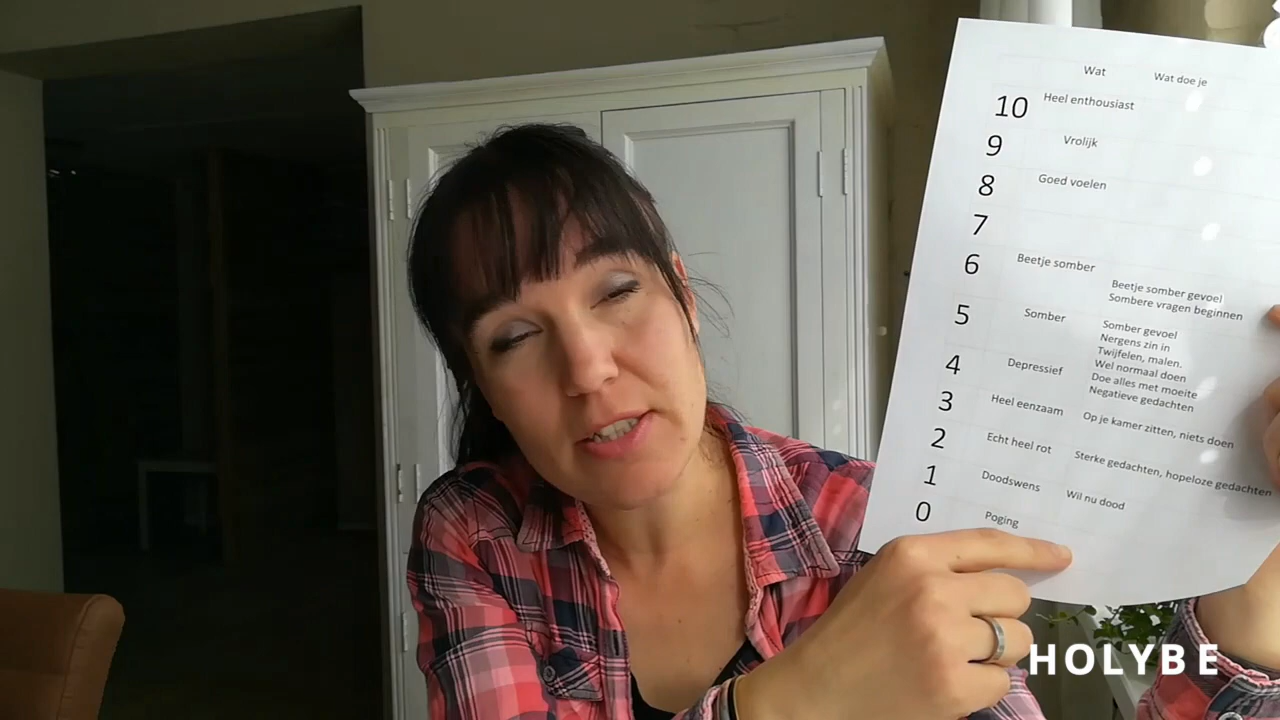 Wat Wat doe je
10 Heel enthousiast
9 Vrolijk
8 Goed voelen
7
6 Beetje somber
Beetje somber gevoel
Sombere vragen beginnen
5 Somber
Somber gevoel
Nergens zin in
Twijfelen, malen.
Wel normaal doen
Doe alles met moeite
Negatieve gedachten
4 Depressief
3 Heel eenzaam Op je kamer zitten, niets doen
2 Echt heel rot Sterke gedachten, hopeloze gedachten
1 Doodswens Wil nu dood
0 Poging
HOLYBE